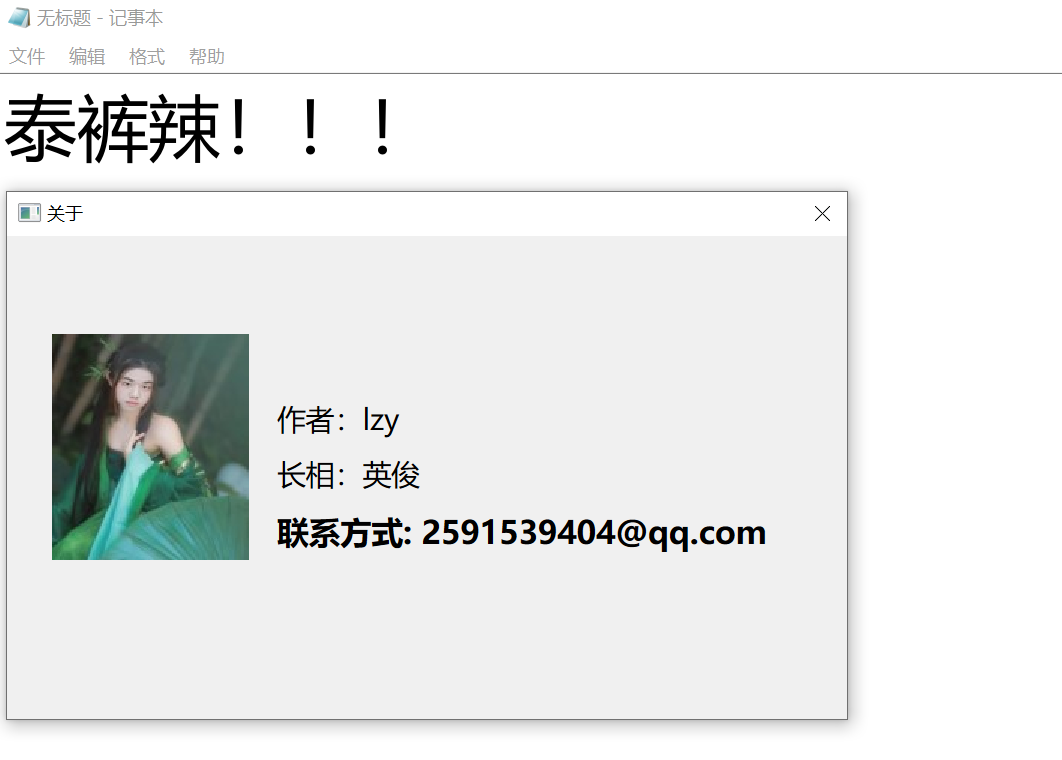 无标题 - 记事本
文件 编辑 格式 帮助
泰裤辣！！！
关于
作者：lzy
长相：英俊
联系方式: 2591539404@qq.com